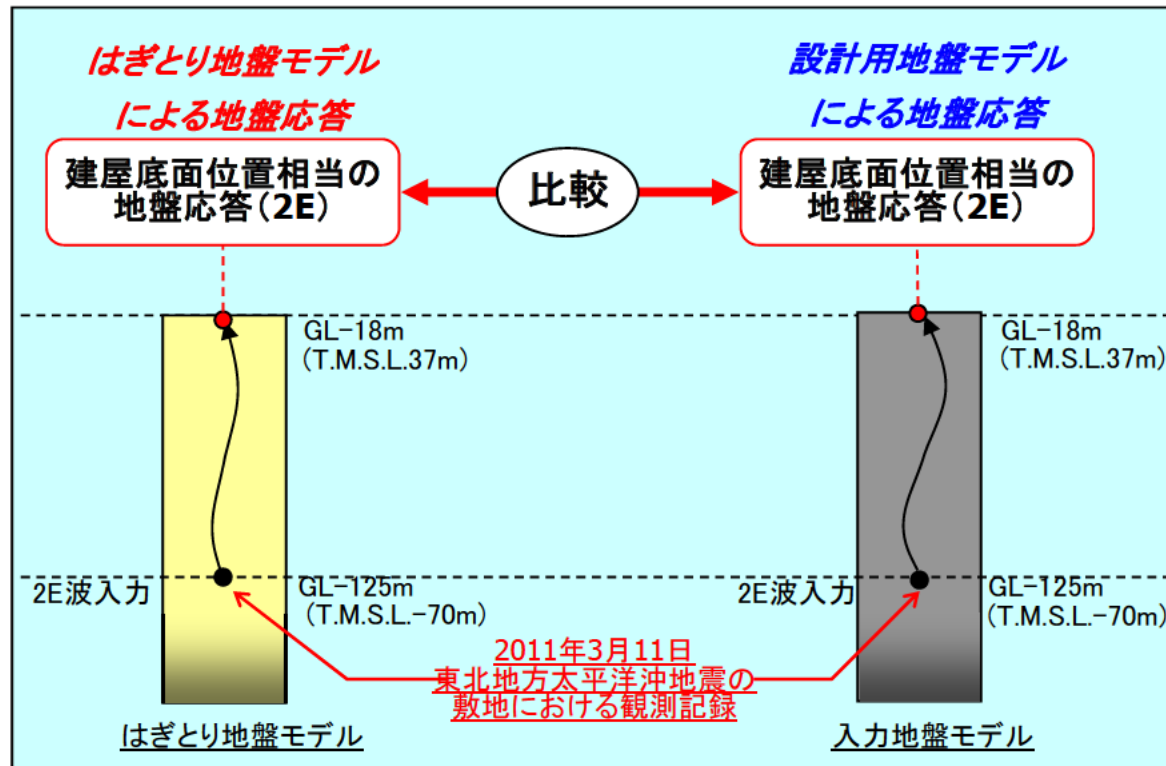 はぎとり地盤モデル
による地盤応答
建屋底面位置相当の
地盤応答(2E)
比較
設計用地盤モデル
による地盤応答
建屋底面位置相当の
地盤応答(2E)
GL-18m
(T.M.S.L.37m)
GL-18m
(T.M.S.L.37m)
2E波入力
GL-125m
(T.M.S.L.-70m)
2E波入力
GL-125m
(T.M.S.L.-70m)
2011年3月11日
東北地方太平洋沖地震の
敷地における観測記録
はぎとり地盤モデル
入力地盤モデル